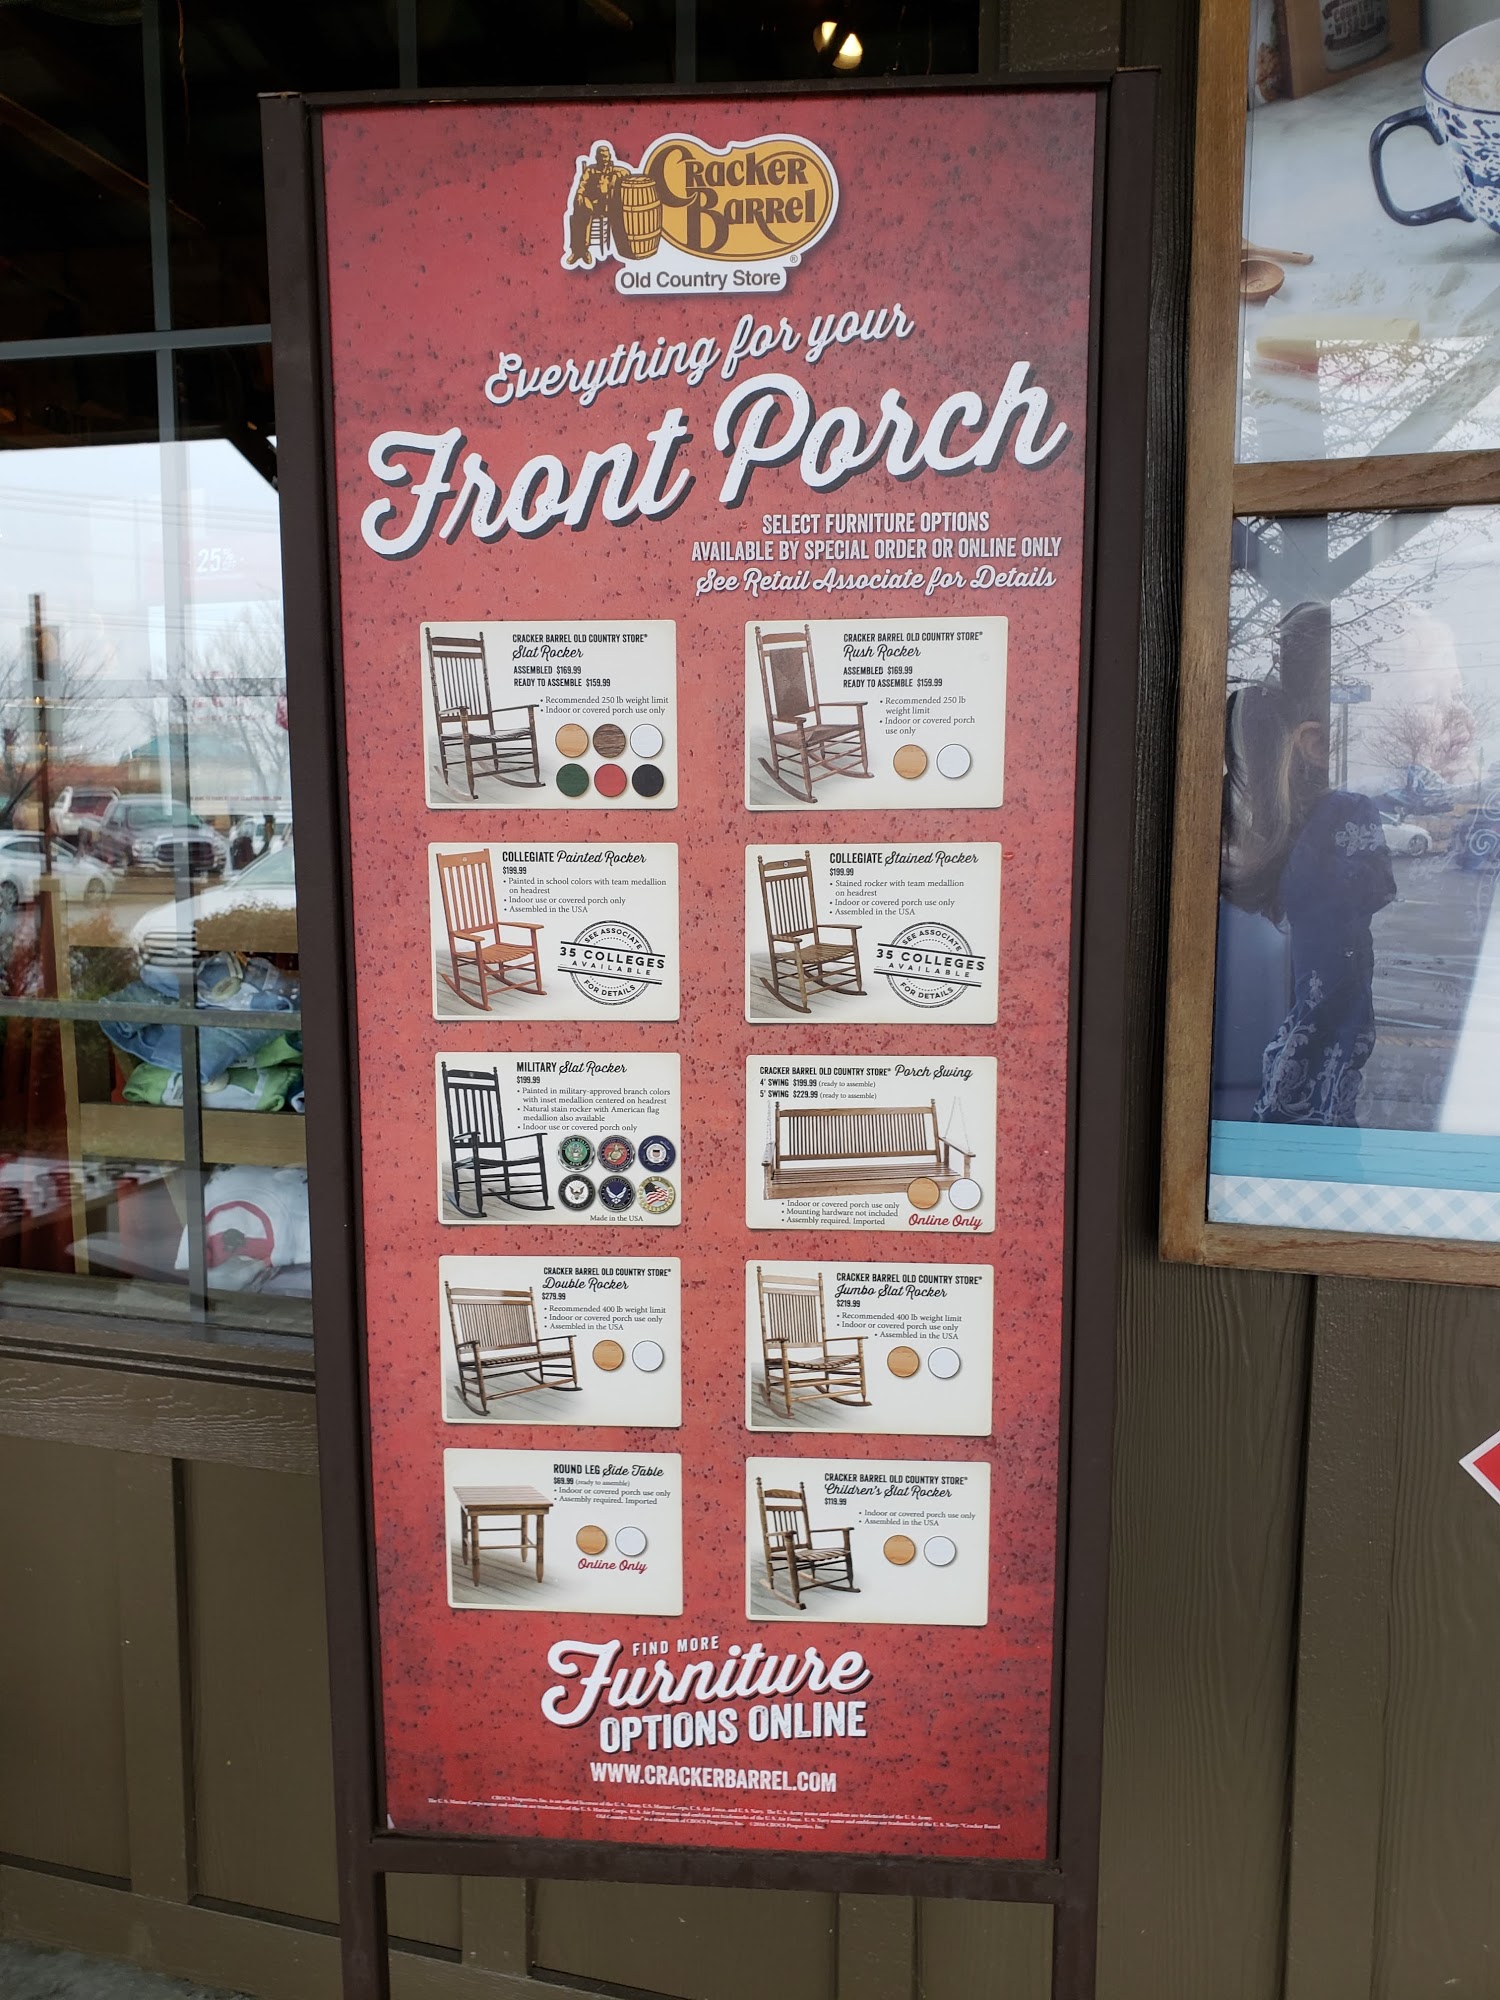 Cracker
Barrel
®
Old Country Store
Everything for your
Front Porch
SELECT FURNITURE OPTIONS
AVAILABLE BY SPECIAL ORDER OR ONLINE ONLY
See Retail Associate for Details
CRACKER BARREL OLD COUNTRY STORE®
Slat Rocker
ASSEMBLED $169.99
READY TO ASSEMBLE $159.99
• Recommended 250 lb weight limit
• Indoor or covered porch use only
CRACKER BARREL OLD COUNTRY STORE®
Rush Rocker
ASSEMBLED $169.99
READY TO ASSEMBLE $159.99
• Recommended 250 lb
weight limit
• Indoor or covered porch
use only
COLLEGIATE Painted Rocker
$199.99
• Painted in school colors with team medallion
on headrest
• Indoor use or covered porch only
• Assembled in the USA
SEE ASSOCIATE
35 COLLEGES
AVAILABLE
FOR DETAILS
COLLEGIATE Stained Rocker
$199.99
• Stained rocker with team medallion
on headrest
• Indoor or covered porch use only
• Assembled in the USA
SEE ASSOCIATE
35 COLLEGES
AVAILABLE
FOR DETAILS
MILITARY Slat Rocker
$199.99
• Painted in military-approved branch colors
with inset medallion centered on headrest
• Natural stain rocker with American flag
medallion also available
• Indoor use or covered porch only
Made in the USA
CRACKER BARREL OLD COUNTRY STORE® Porch Swing
4' SWING $199.99 (ready to assemble)
5' SWING $229.99 (ready to assemble)
• Indoor or covered porch use only
• Mounting hardware not included
• Assembly required. Imported
Online Only
CRACKER BARREL OLD COUNTRY STORE®
Double Rocker
$279.99
• Recommended 400 lb weight limit
• Indoor or covered porch use only
• Assembled in the USA
CRACKER BARREL OLD COUNTRY STORE®
Jumbo Slat Rocker
$219.99
• Recommended 400 lb weight limit
• Indoor or covered porch use only
• Assembled in the USA
ROUND LEG Side Table
$69.99 (ready to assemble)
• Indoor or covered porch use only
• Assembly required. Imported
Online Only
CRACKER BARREL OLD COUNTRY STORE®
Children's Slat Rocker
$119.99
• Indoor or covered porch use only
• Assembled in the USA
FIND MORE
Furniture
OPTIONS ONLINE
WWW.CRACKERBARREL.COM
25%